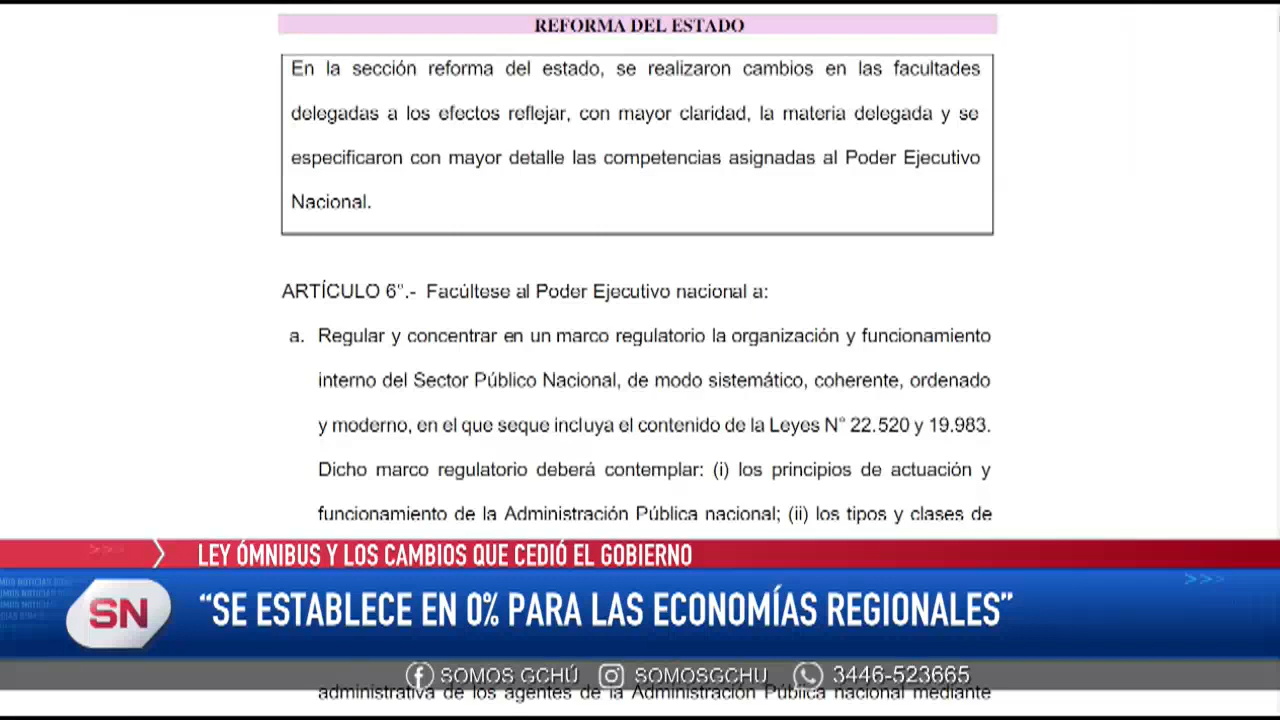 REFORMA DEL ESTADO
En la sección reforma del estado, se realizaron cambios en las facultades
delegadas a los efectos reflejar, con mayor claridad, la materia delegada y se
especificaron con mayor detalle las competencias asignadas al Poder Ejecutivo
Nacional.
ARTÍCULO 6°.- Facúltese al Poder Ejecutivo nacional a:
a. Regular y concentrar en un marco regulatorio la organización y funcionamiento
interno del Sector Público Nacional, de modo sistemático, coherente, ordenado
y moderno, en el que seque incluya el contenido de la Leyes N° 22.520 y 19.983.
Dicho marco regulatorio deberá contemplar: (i) los principios de actuación y
funcionamiento de la Administración Pública nacional; (ii) los tipos y clases de
>>> LEY ÓMNIBUS Y LOS CAMBIOS QUE CEDIÓ EL GOBIERNO
>>>
SN "SE ESTABLECE EN 0% PARA LAS ECONOMÍAS REGIONALES"
SOMOS GCHÚ SOMOSGCHU 3446-523665
administrativa de los agentes de la Administración Pública nacional mediante